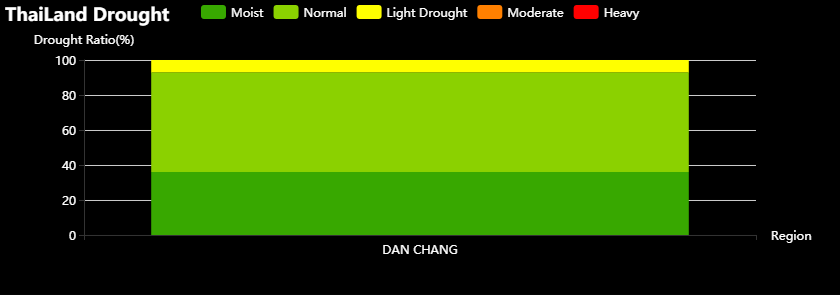 ThaiLand Drought
Moist Normal Light Drought Moderate Heavy
Drought Ratio(%)
100
80
60
40
20
0
Region
DAN CHANG